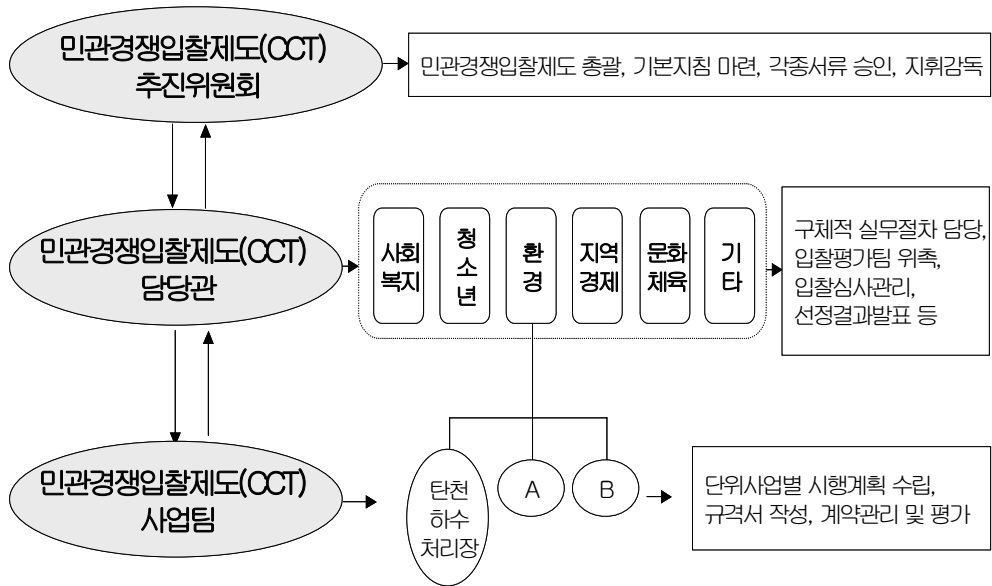 민관경쟁입찰제도(CCT)
추진위원회
민관경쟁입찰제도 총괄, 기본지침 마련, 각종서류 승인, 지휘감독
민관경쟁입찰제도(CCT)
담당관
사회
복지
청
소
년
환
경
지역
경제
문화
체육
기
타
구체적 실무절차 담당,
입찰평가팀 위촉,
입찰심사관리,
선정결과발표 등
민관경쟁입찰제도(CCT)
사업팀
탄천
하수
처리장
A
B
단위사업별 시행계획 수립,
규격서 작성, 계약관리 및 평가